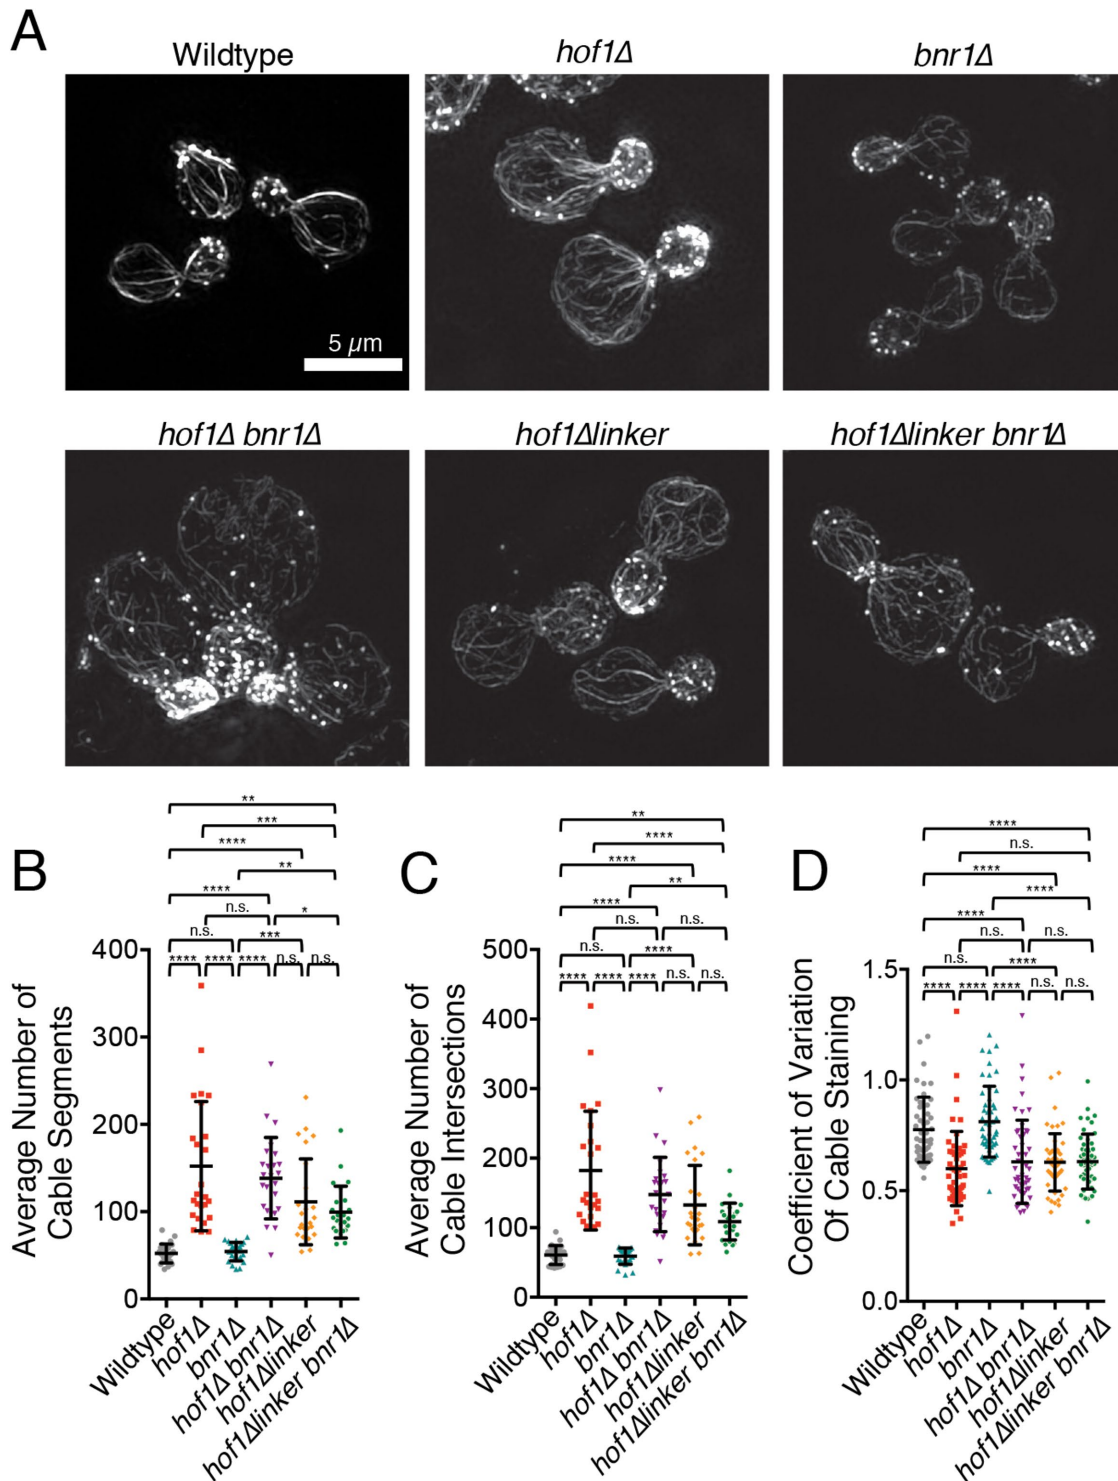 A
Wildtype
hof1Δ
bnr1Δ
5 µm
hof1Δ bnr1Δ
hof1Δlinker
hof1Δlinker bnr1Δ
B
**
***
****
**
****
n.s.
*
n.s.
***
****
****
****
n.s.
n.s.
Average Number of
Cable Segments
400
300
200
100
0
Wildtype
hof1Δ
bnr1Δ
hof1Δ bnr1Δ
hof1Δlinker
hof1Δlinker bnr1Δ
C
**
****
****
**
****
n.s.
n.s.
n.s.
****
****
****
****
n.s.
n.s.
Average Number of
Cable Intersections
500
400
300
200
100
0
Wildtype
hof1Δ
bnr1Δ
hof1Δ bnr1Δ
hof1Δlinker
hof1Δlinker bnr1Δ
D
****
n.s.
****
****
****
n.s.
n.s.
n.s.
****
****
****
****
n.s.
n.s.
Coefficient of Variation
Of Cable Staining
1.5
1.0
0.5
0.0
Wildtype
hof1Δ
bnr1Δ
hof1Δ bnr1Δ
hof1Δlinker
hof1Δlinker bnr1Δ